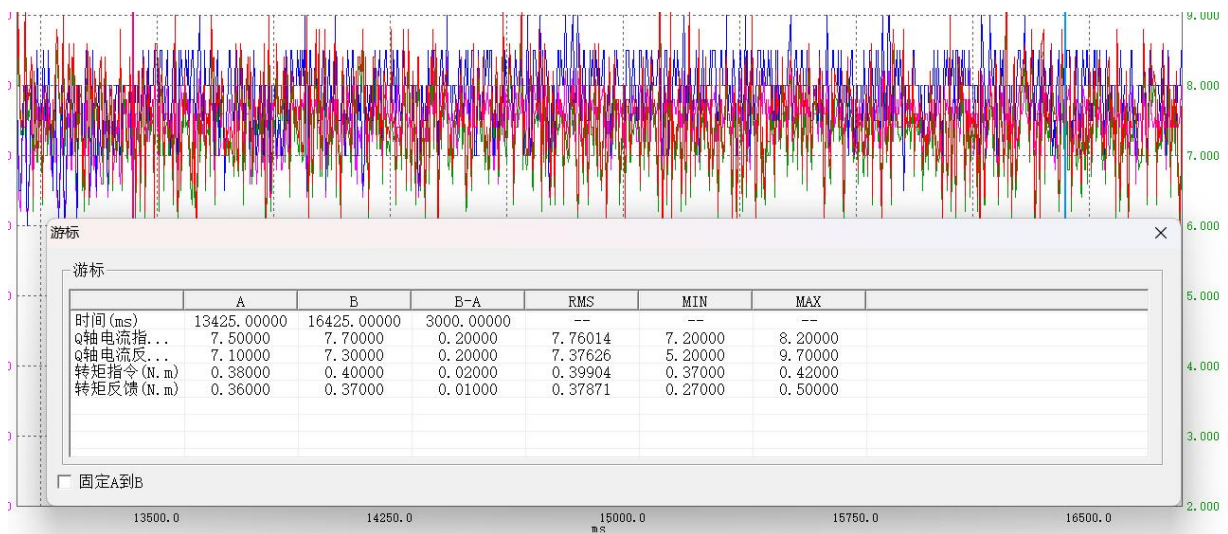 9.000
8.000
7.000
6.000
游标
游标
A B B-A RMS MIN MAX
时间(ms) 13425.00000 16425.00000 3000.00000 -- -- --
Q轴电流指... 7.50000 7.70000 0.20000 7.76014 7.20000 8.20000
Q轴电流反... 7.10000 7.30000 0.20000 7.37626 5.20000 9.70000
转矩指令(N.m) 0.38000 0.40000 0.02000 0.39904 0.37000 0.42000
转矩反馈(N.m) 0.36000 0.37000 0.01000 0.37871 0.27000 0.50000
5.000
4.000
3.000
固定A到B
2.000
13500.0 14250.0 15000.0 15750.0 16500.0
ms